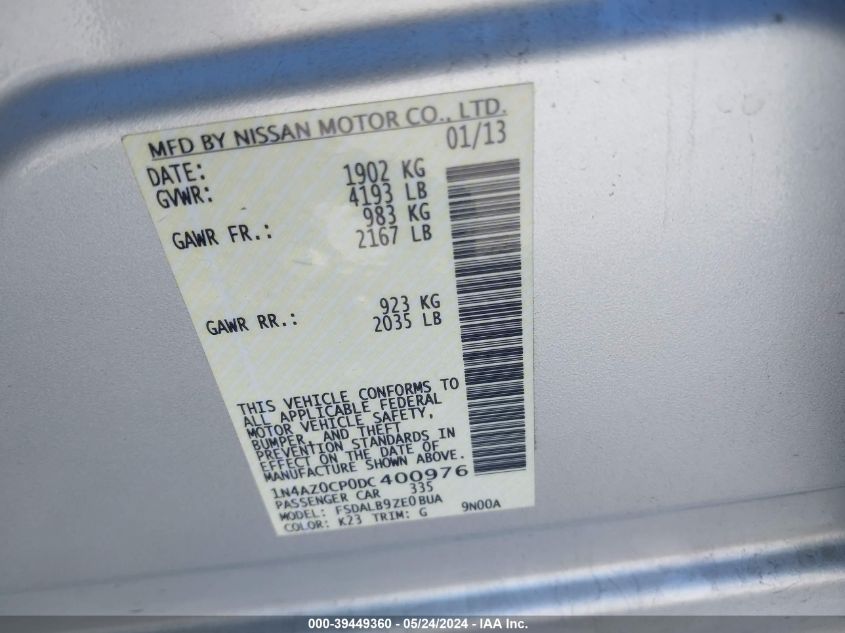 MFD BY NISSAN MOTOR CO., LTD.
DATE: 01/13
GVWR: 1902 KG
4193 LB
GAWR FR.: 983 KG
2167 LB
GAWR RR.: 923 KG
2035 LB
THIS VEHICLE CONFORMS TO
ALL APPLICABLE FEDERAL
MOTOR VEHICLE SAFETY,
BUMPER, AND THEFT
PREVENTION STANDARDS IN
EFFECT ON THE DATE OF
MANUFACTURE SHOWN ABOVE.
1N4AZ0CP0DC400976
PASSENGER CAR 335
MODEL: FSDALB9ZE0BUA
COLOR: K23 TRIM: G 9N00A
000-39449360 - 05/24/2024 - IAA Inc.